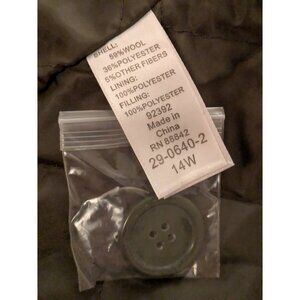 SHELL:
59%WOOL
36%POLYESTER
5%OTHER FIBERS
LINING:
100%POLYESTER
FILLING:
100%POLYESTER
92392
Made in
China
RN 88842
29-0640-2
14W